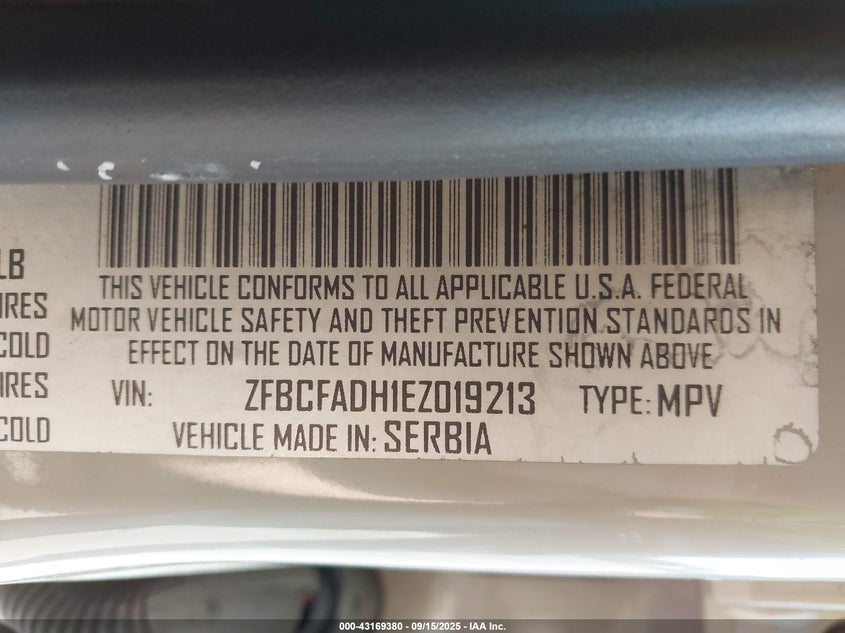 LB
IRES
COLD
IRES
COLD
THIS VEHICLE CONFORMS TO ALL APPLICABLE U.S.A. FEDERAL
MOTOR VEHICLE SAFETY AND THEFT PREVENTION STANDARDS IN
EFFECT ON THE DATE OF MANUFACTURE SHOWN ABOVE
VIN: ZFBCFADH1EZ019213 TYPE: MPV
VEHICLE MADE IN: SERBIA
000-43169380 - 09/15/2025 - IAA Inc.